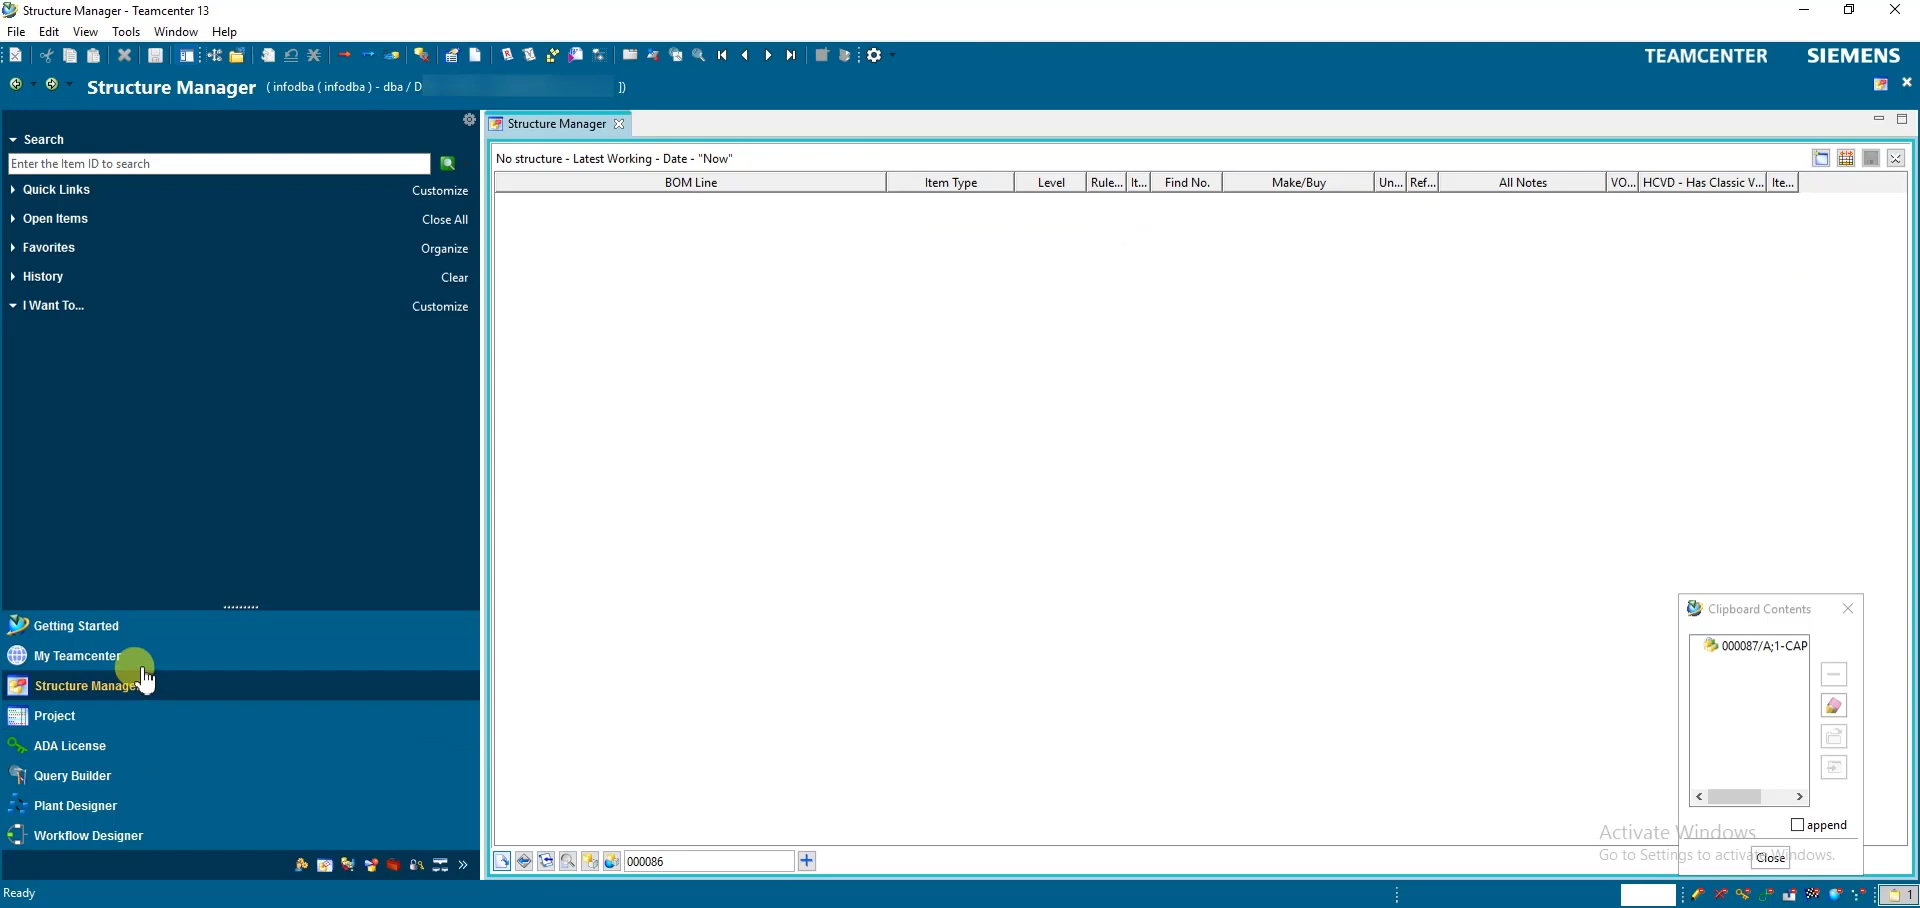 Structure Manager - Teamcenter 13
File Edit View Tools Window Help
TEAMCENTER SIEMENS
Structure Manager ( infodba ( infodba ) - dba / D ])
Search
Structure Manager
Enter the Item ID to search
No structure - Latest Working - Date - "Now"
BOM Line Item Type Level Rule... It... Find No. Make/Buy Un... Ref... All Notes VO... HCVD - Has Classic V... Ite...
Quick Links Customize
Open Items Close All
Favorites Organize
History Clear
I Want To... Customize
Getting Started
My Teamcenter
Structure Manager
Project
ADA License
Query Builder
Plant Designer
Workflow Designer
Clipboard Contents
000087/A;1-CAP
append
Activate Windows
Go to Settings to activate Windows.
Close
000086
Ready
1